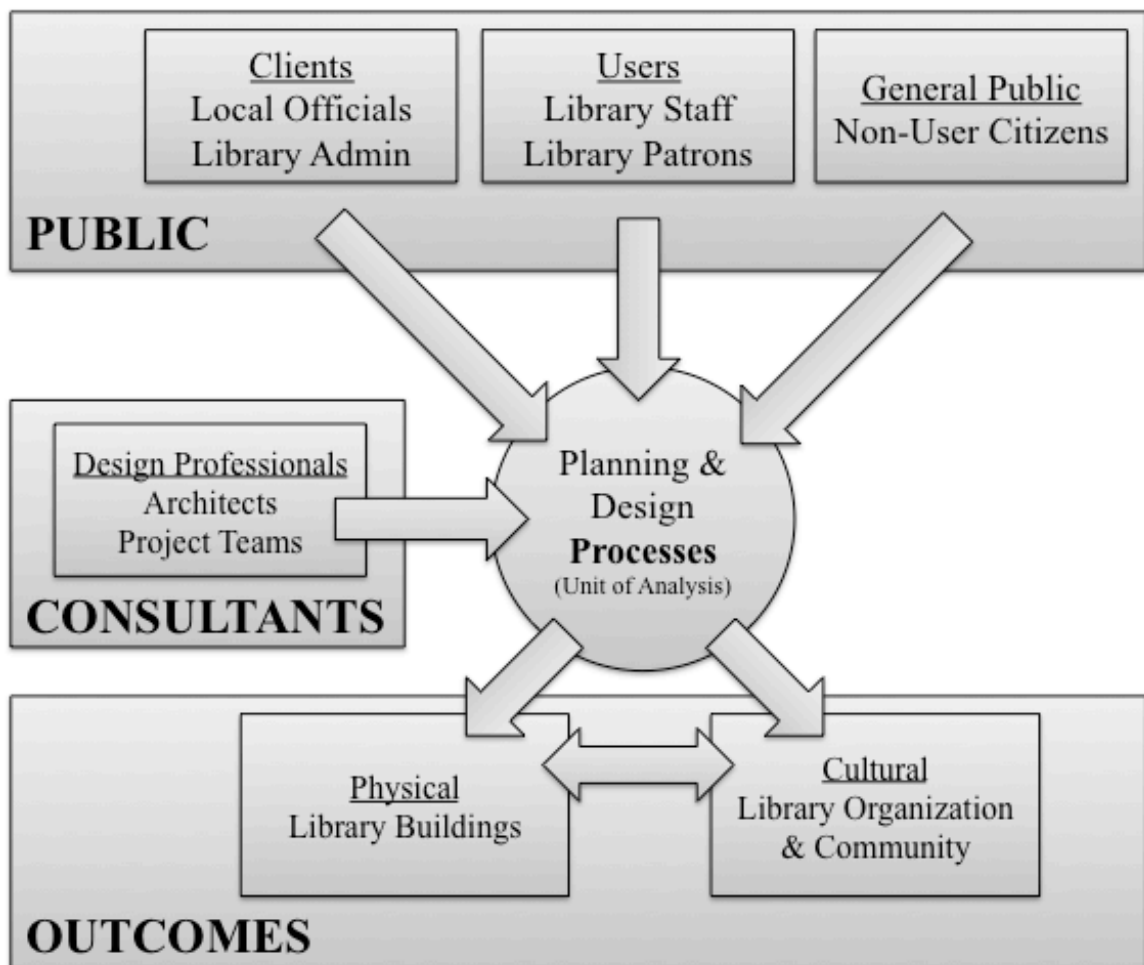 Clients
Local Officials
Library Admin
Users
Library Staff
Library Patrons
General Public
Non-User Citizens
PUBLIC
Design Professionals
Architects
Project Teams
CONSULTANTS
Planning &
Design
Processes
(Unit of Analysis)
Physical
Library Buildings
Cultural
Library Organization
& Community
OUTCOMES